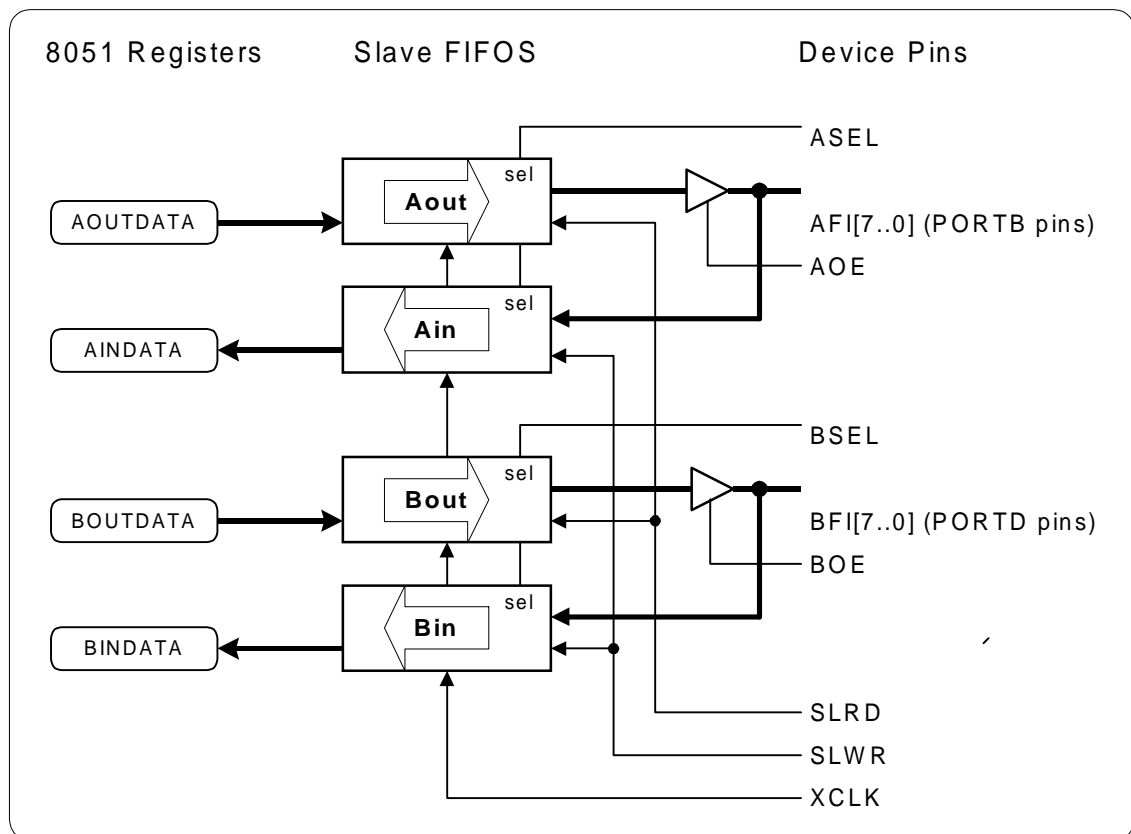 8051 Registers Slave FIFOS Device Pins
ASEL
sel
Aout
AOUTDATA
AFI[7..0] (PORTB pins)
AOE
sel
Ain
AINDATA
BSEL
sel
Bout
BOUTDATA
BFI[7..0] (PORTD pins)
BOE
sel
Bin
BINDATA
SLRD
SLWR
XCLK